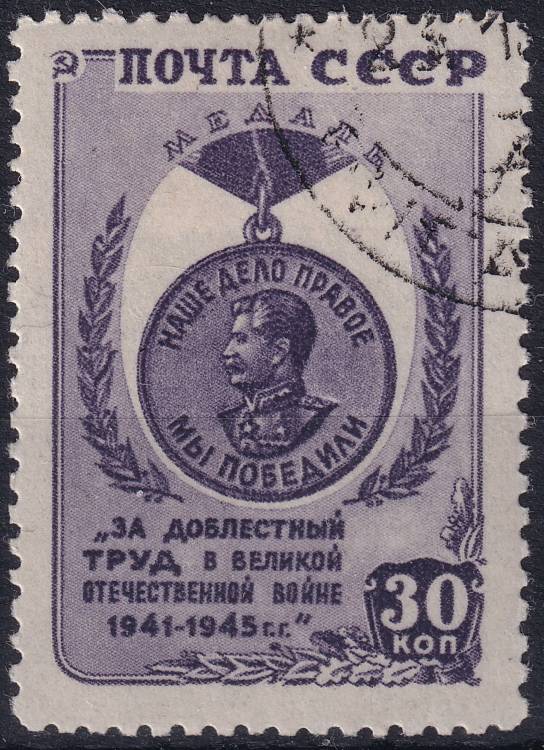 ПОЧТА СССР
МЕДАЛЬ
НАШЕ ДЕЛО ПРАВОЕ
МЫ ПОБЕДИЛИ
„ЗА ДОБЛЕСТНЫЙ
ТРУД В ВЕЛИКОЙ
ОТЕЧЕСТВЕННОЙ ВОЙНЕ
1941-1945 г.г."
30
КОП